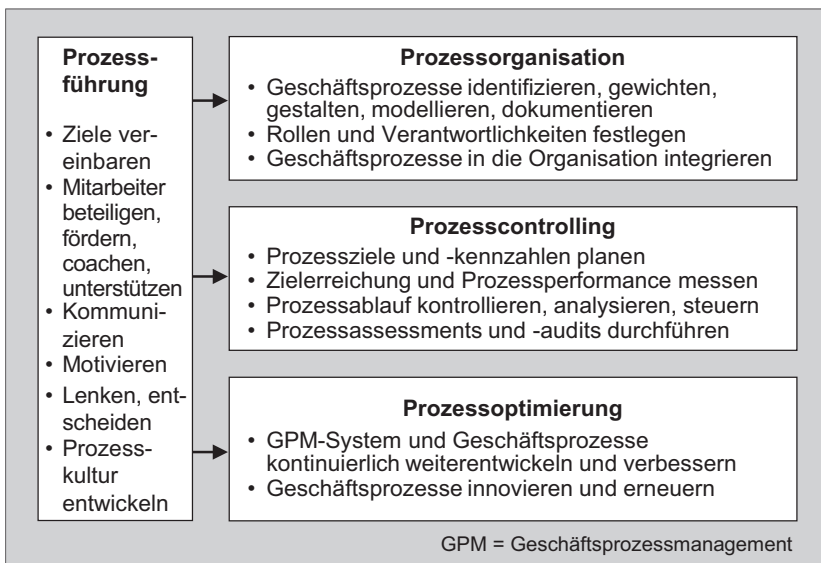 Prozess-
führung
• Ziele ver-
einbaren
• Mitarbeiter
beteiligen,
fördern,
coachen,
unterstützen
• Kommuni-
zieren
• Motivieren
• Lenken, ent-
scheiden
• Prozess-
kultur
entwickeln
Prozessorganisation
• Geschäftsprozesse identifizieren, gewichten,
gestalten, modellieren, dokumentieren
• Rollen und Verantwortlichkeiten festlegen
• Geschäftsprozesse in die Organisation integrieren
Prozesscontrolling
• Prozessziele und -kennzahlen planen
• Zielerreichung und Prozessperformance messen
• Prozessablauf kontrollieren, analysieren, steuern
• Prozessassessments und -audits durchführen
Prozessoptimierung
• GPM-System und Geschäftsprozesse
kontinuierlich weiterentwickeln und verbessern
• Geschäftsprozesse innovieren und erneuern
GPM = Geschäftsprozessmanagement